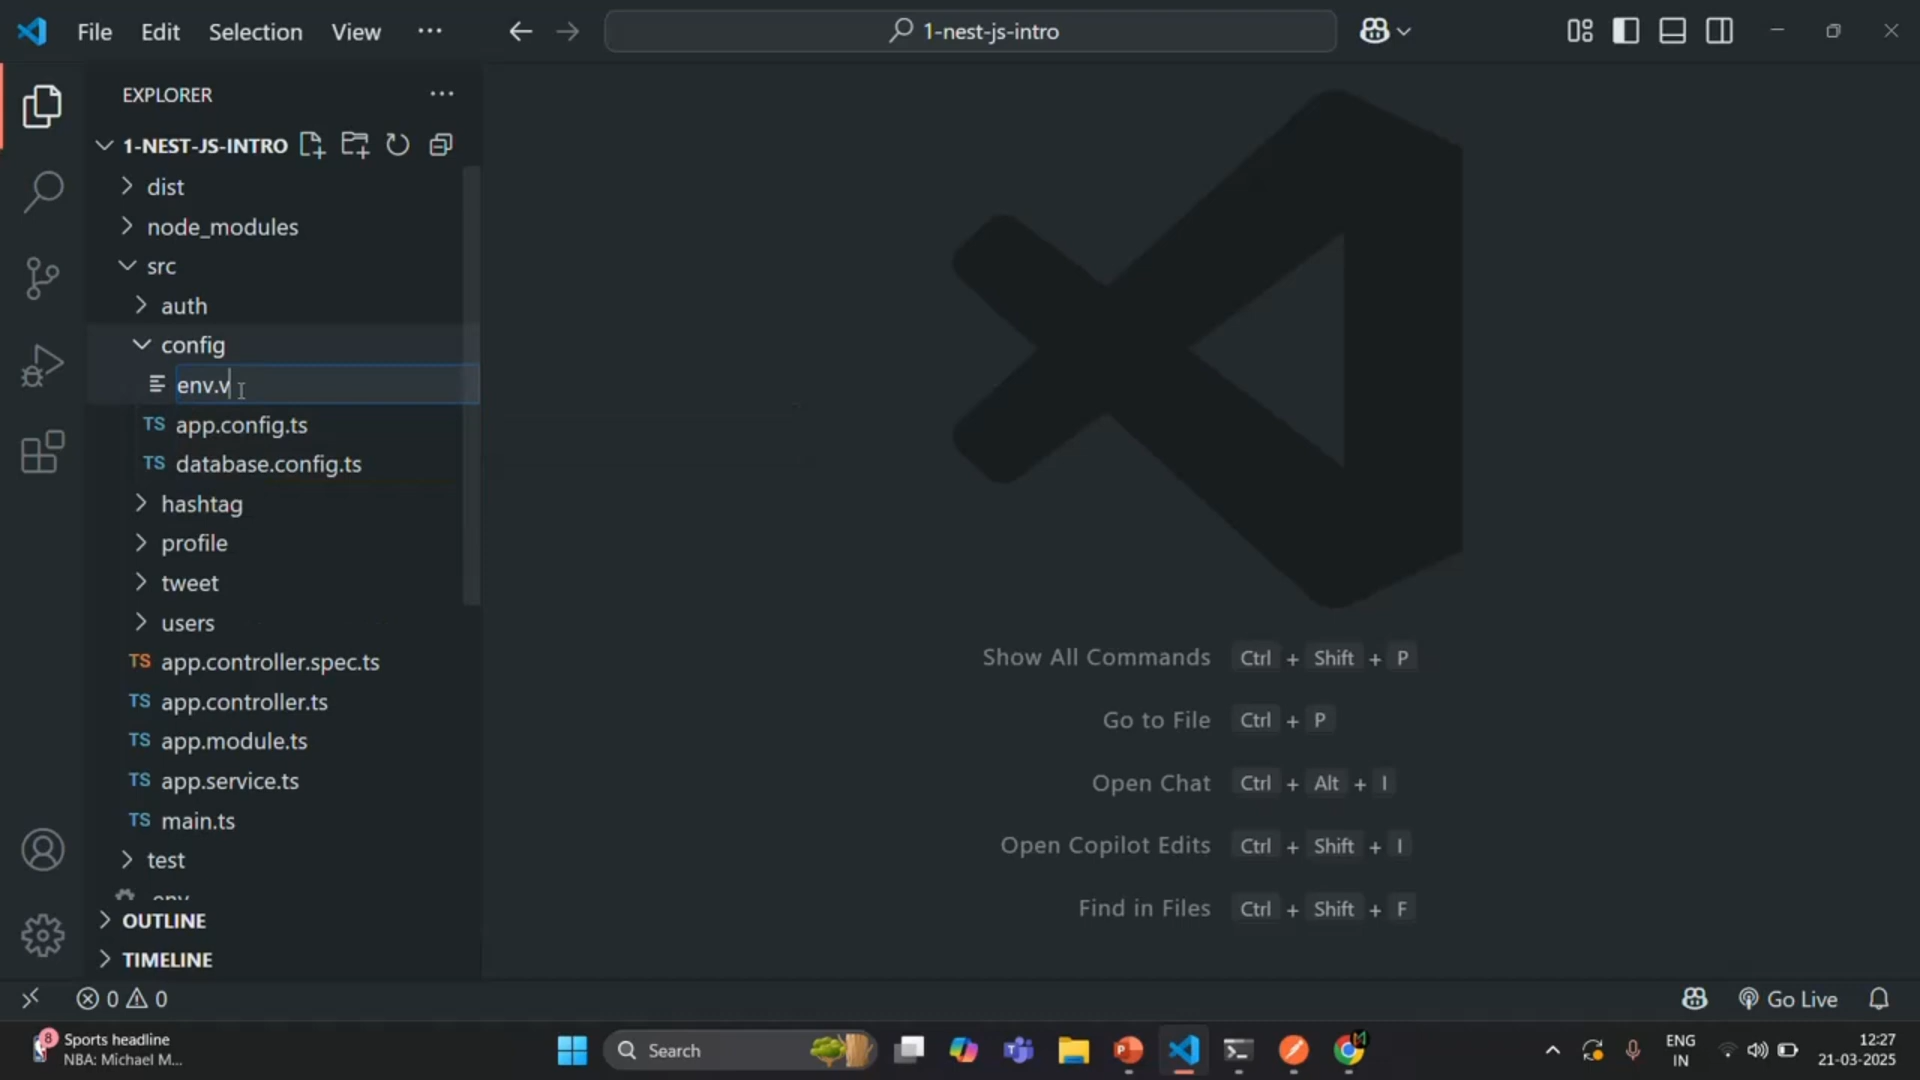 File Edit Selection View ··· 1-nest-js-intro
EXPLORER
1-NEST-JS-INTRO
dist
node_modules
src
auth
config
env.v
TS app.config.ts
TS database.config.ts
hashtag
profile
tweet
users
TS app.controller.spec.ts
TS app.controller.ts
TS app.module.ts
TS app.service.ts
TS main.ts
test
.env
OUTLINE
TIMELINE
Show All Commands Ctrl + Shift + P
Go to File Ctrl + P
Open Chat Ctrl + Alt + I
Open Copilot Edits Ctrl + Shift + I
Find in Files Ctrl + Shift + F
0 0 Go Live
8 Sports headline
NBA: Michael M...
Search
ENG
IN
12:27
21-03-2025